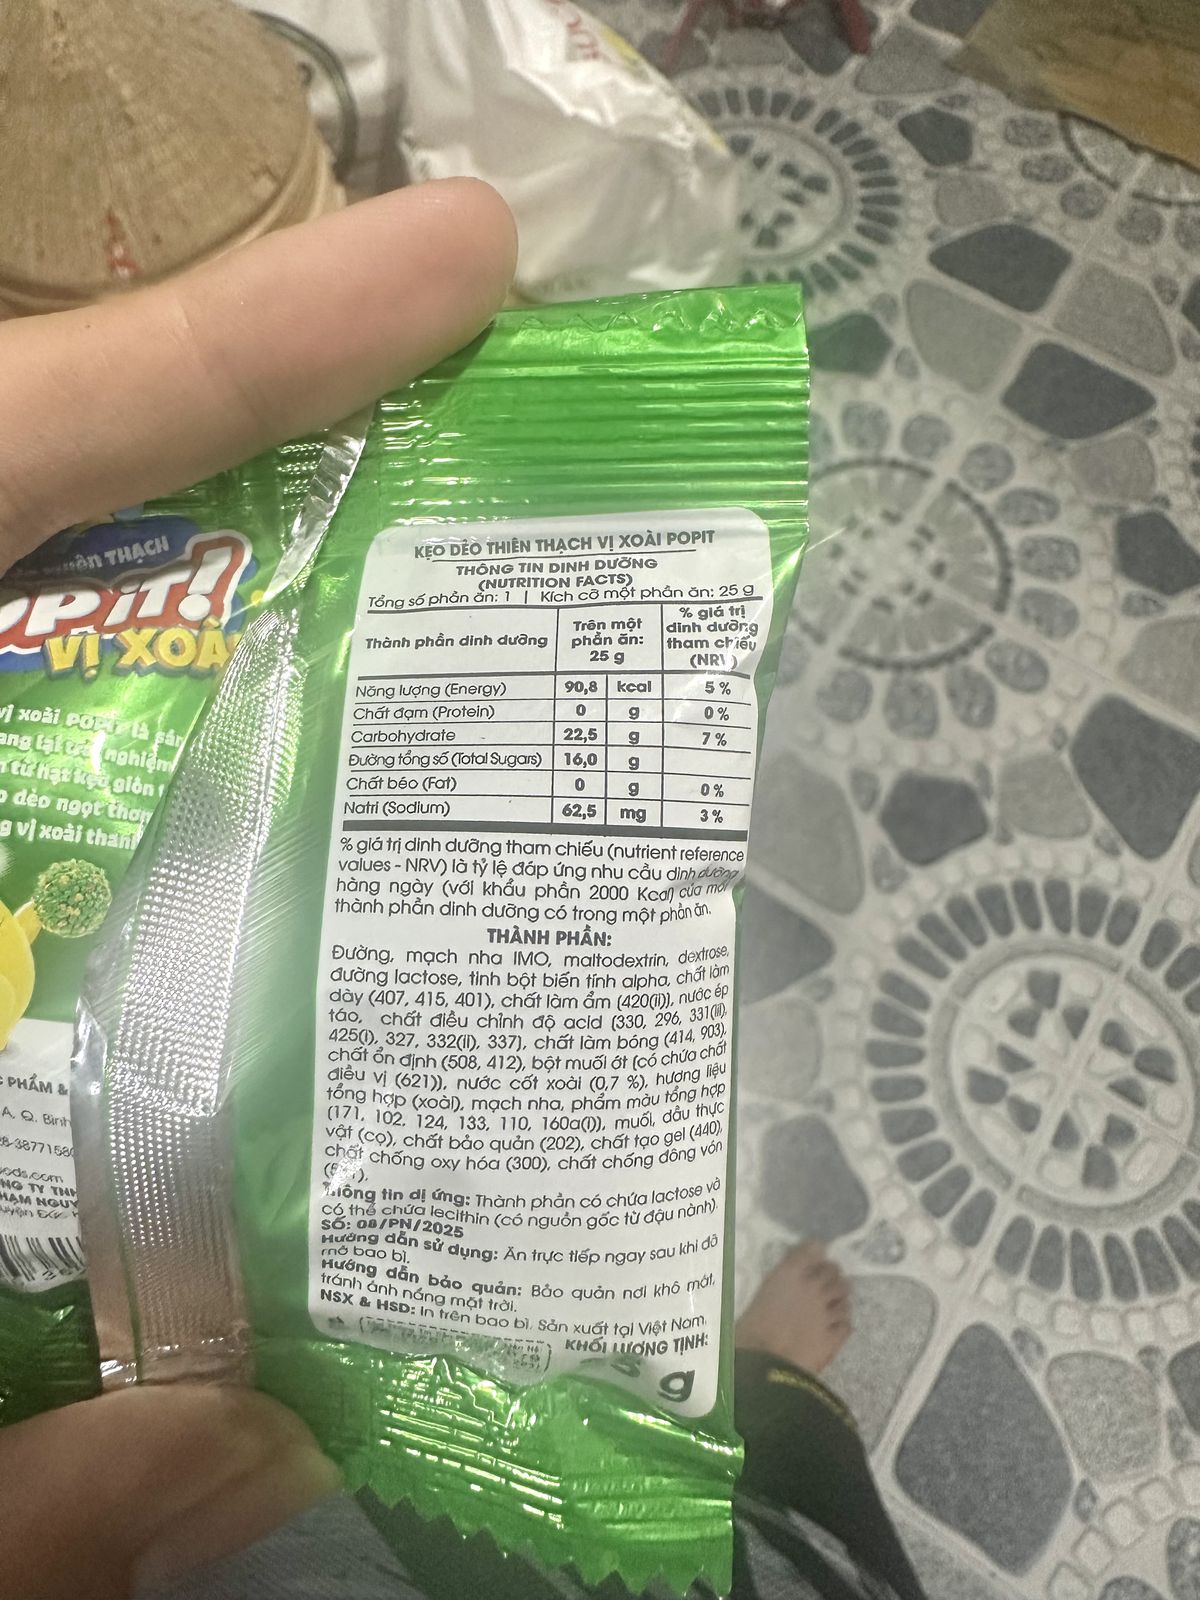 THẠCH
POPiT!
VỊ XOÀI
vị xoài POPIT là sản
nghiệm
từ hạt kẹo giòn
dẻo ngọt thơm
vị xoài thanh
PHẨM &
A, Q. Bình
KẸO DẺO THIÊN THẠCH VỊ XOÀI POPIT
THÔNG TIN DINH DƯỠNG
(NUTRITION FACTS)
Tổng số phần ăn: 1 | Kích cỡ một phần ăn: 25 g
Thành phần dinh dưỡng Trên một phần ăn: 25 g % giá trị dinh dưỡng tham chiếu (NRV)
Năng lượng (Energy) 90,8 kcal 5 %
Chất đạm (Protein) 0 g 0 %
Carbohydrate 22,5 g 7 %
Đường tổng số (Total Sugars) 16,0 g
Chất béo (Fat) 0 g 0 %
Natri (Sodium) 62,5 mg 3 %
% giá trị dinh dưỡng tham chiếu (nutrient reference
values - NRV) là tỷ lệ đáp ứng nhu cầu dinh dưỡng
hàng ngày (với khẩu phần 2000 Kcal) của mỗi
thành phần dinh dưỡng có trong một phần ăn.
THÀNH PHẦN:
Đường, mạch nha IMO, maltodextrin, dextrose,
đường lactose, tinh bột biến tính alpha, chất làm
dày (407, 415, 401), chất làm ẩm (420(ii)), nước ép
táo, chất điều chỉnh độ acid (330, 296, 331(iii),
425(i), 327, 332(ii), 337), chất làm bóng (414, 903),
chất ổn định (508, 412), bột muối ớt (có chứa chất
điều vị (621)), nước cốt xoài (0,7 %), hương liệu
tổng hợp (xoài), mạch nha, phẩm màu tổng hợp
(171, 102, 124, 133, 110, 160a(i)), muối, dầu thực
vật (cọ), chất bảo quản (202), chất tạo gel (440),
chất chống oxy hóa (300), chất chống đông vón
Thông tin dị ứng: Thành phần có chứa lactose và
có thể chứa lecithin (có nguồn gốc từ đậu nành).
SỐ: 08/PN/2025
Hướng dẫn sử dụng: Ăn trực tiếp ngay sau khi đã
mở bao bì.
Hướng dẫn bảo quản: Bảo quản nơi khô mát,
tránh ánh nắng mặt trời.
NSX & HSD: In trên bao bì. Sản xuất tại Việt Nam.
KHỐI LƯỢNG TỊNH:
g